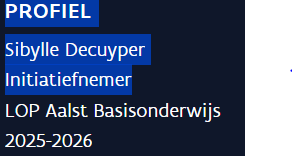 PROFIEL
Sibylle Decuyper
Initiatiefnemer
LOP Aalst Basisonderwijs
2025-2026